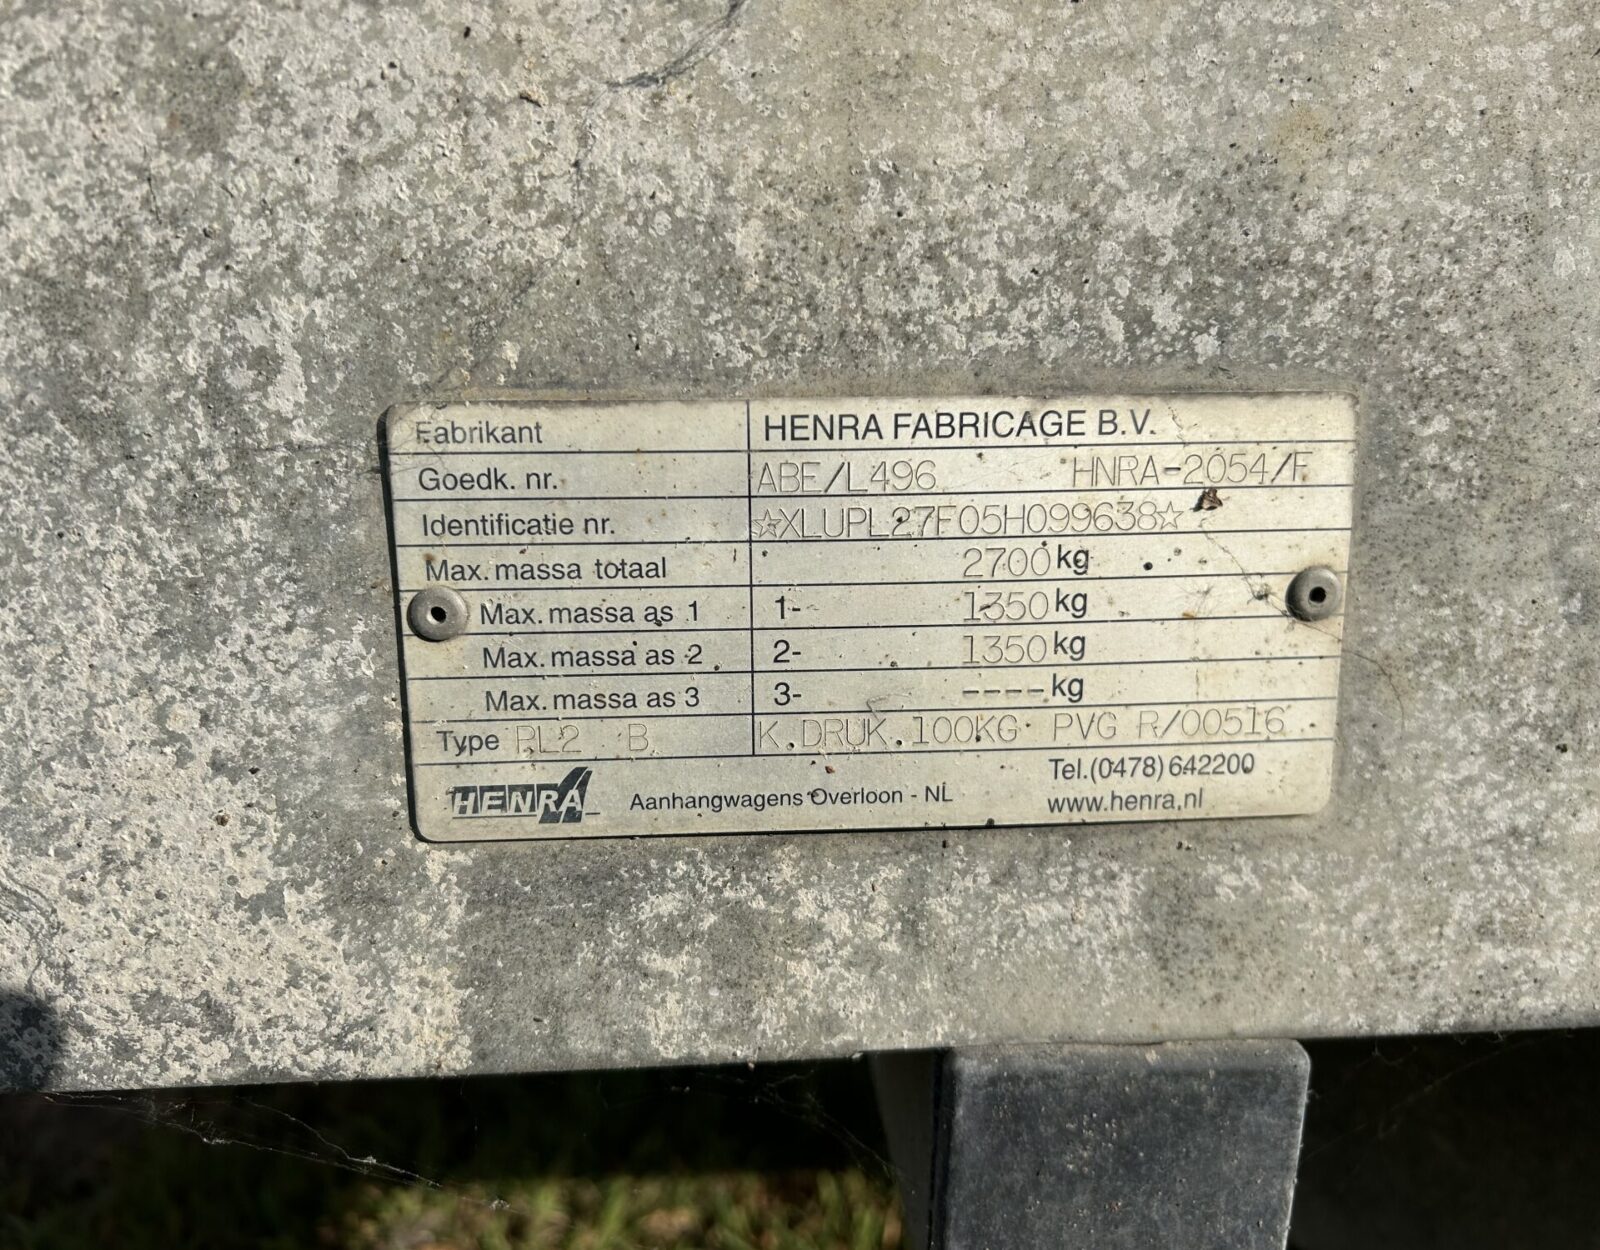 Fabrikant HENRA FABRICAGE B.V.
Goedk. nr. ABE/L496 HNRA-2054/F
Identificatie nr. ☆XLUPL27F05H099638☆
Max. massa totaal 2700 kg
Max. massa as 1 1- 1350 kg
Max. massa as 2 2- 1350 kg
Max. massa as 3 3- ---- kg
Type PL2 B K.DRUK.100KG PVG R/00516
HENRA Aanhangwagens Overloon - NL Tel.(0478) 642200
www.henra.nl